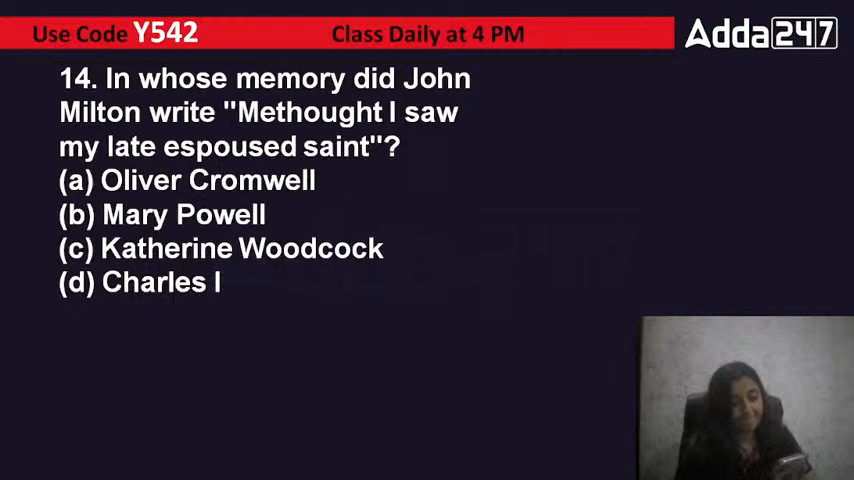 Use Code Y542 Class Daily at 4 PM Adda247
14. In whose memory did John
Milton write "Methought I saw
my late espoused saint"?
(a) Oliver Cromwell
(b) Mary Powell
(c) Katherine Woodcock
(d) Charles I